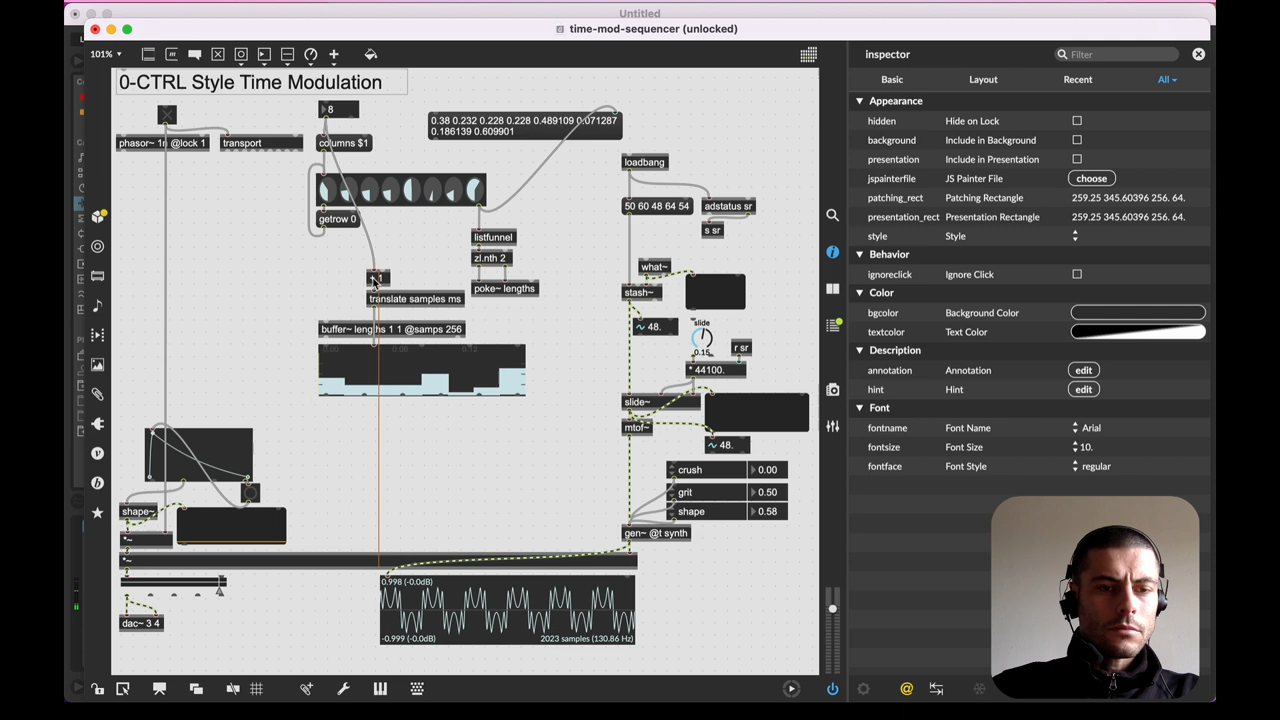 Untitled
time-mod-sequencer (unlocked)
101%
inspector
Filter
Basic
Layout
Recent
All
0-CTRL Style Time Modulation
8
0.38 0.232 0.228 0.228 0.489109 0.071287
0.186139 0.609901
phasor~ 1n @lock 1
transport
columns $1
getrow 0
listfunnel
zl.nth 2
poke~ lengths
translate samples ms
buffer~ lengths 1 1 @samps 256
loadbang
50 60 48 64 54
adstatus sr
s sr
what~
stash~
48.
slide
0.15
r sr
* 44100.
slide~
mtof~
48.
crush
0.00
grit
0.50
shape
0.58
gen~ @t synth
shape~
*~
*~
dac~ 3 4
0.998 (-0.0dB)
-0.999 (-0.0dB)
2023 samples (130.86 Hz)
Appearance
hidden
Hide on Lock
background
Include in Background
presentation
Include in Presentation
jspainterfile
JS Painter File
choose
patching_rect
Patching Rectangle
259.25 345.60396 256. 64.
presentation_rect
Presentation Rectangle
259.25 345.60396 256. 64.
style
Style
Behavior
ignoreclick
Ignore Click
Color
bgcolor
Background Color
textcolor
Text Color
Description
annotation
Annotation
edit
hint
Hint
edit
Font
fontname
Font Name
Arial
fontsize
Font Size
10.
fontface
Font Style
regular